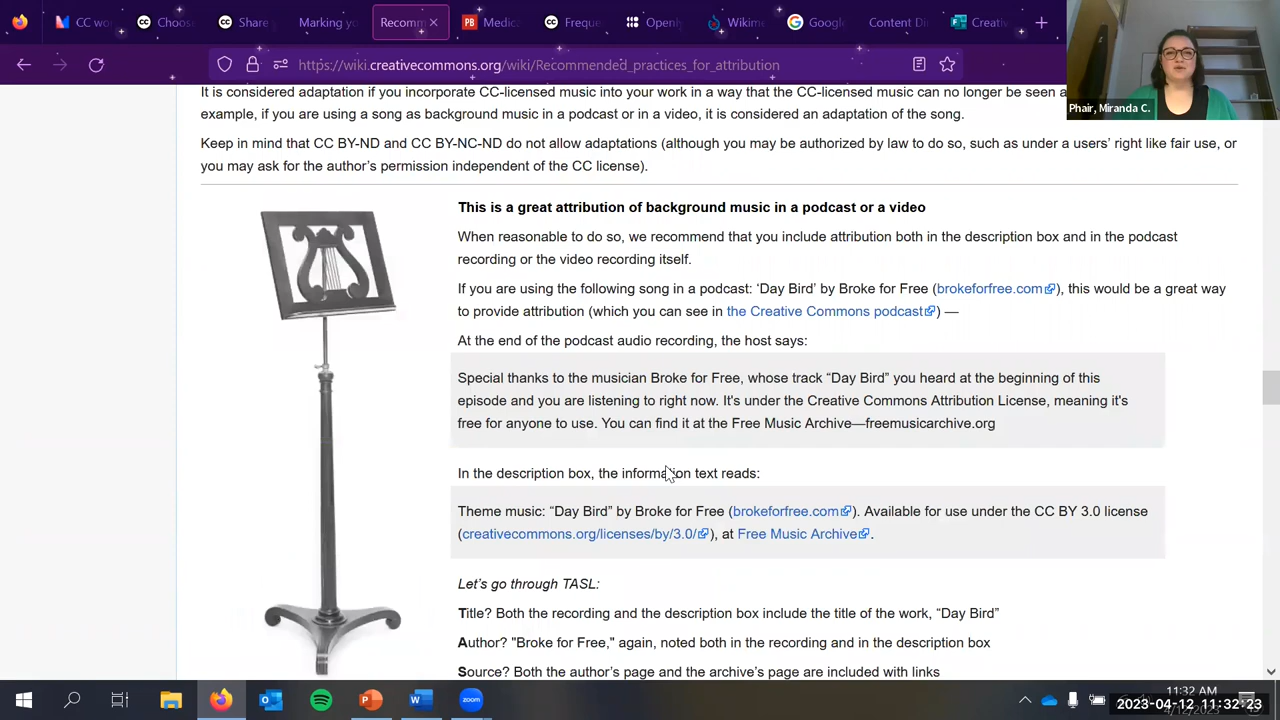 CC wo
Choos
Share
Marking yo
Recomm
Medica
Freque
Openly
Wikime
Google
Content Di
Creativ
https://wiki.creativecommons.org/wiki/Recommended_practices_for_attribution
Phair, Miranda C.
It is considered adaptation if you incorporate CC-licensed music into your work in a way that the CC-licensed music can no longer be seen a
example, if you are using a song as background music in a podcast or in a video, it is considered an adaptation of the song.
Keep in mind that CC BY-ND and CC BY-NC-ND do not allow adaptations (although you may be authorized by law to do so, such as under a users' right like fair use, or
you may ask for the author's permission independent of the CC license).
This is a great attribution of background music in a podcast or a video
When reasonable to do so, we recommend that you include attribution both in the description box and in the podcast
recording or the video recording itself.
If you are using the following song in a podcast: 'Day Bird' by Broke for Free (brokeforfree.com), this would be a great way
to provide attribution (which you can see in the Creative Commons podcast) —
At the end of the podcast audio recording, the host says:
Special thanks to the musician Broke for Free, whose track “Day Bird” you heard at the beginning of this
episode and you are listening to right now. It's under the Creative Commons Attribution License, meaning it's
free for anyone to use. You can find it at the Free Music Archive—freemusicarchive.org
In the description box, the information text reads:
Theme music: “Day Bird” by Broke for Free (brokeforfree.com). Available for use under the CC BY 3.0 license
(creativecommons.org/licenses/by/3.0/), at Free Music Archive.
Let's go through TASL:
Title? Both the recording and the description box include the title of the work, “Day Bird”
Author? "Broke for Free," again, noted both in the recording and in the description box
Source? Both the author's page and the archive's page are included with links
11:32 AM
2023-04-12 11:32:23